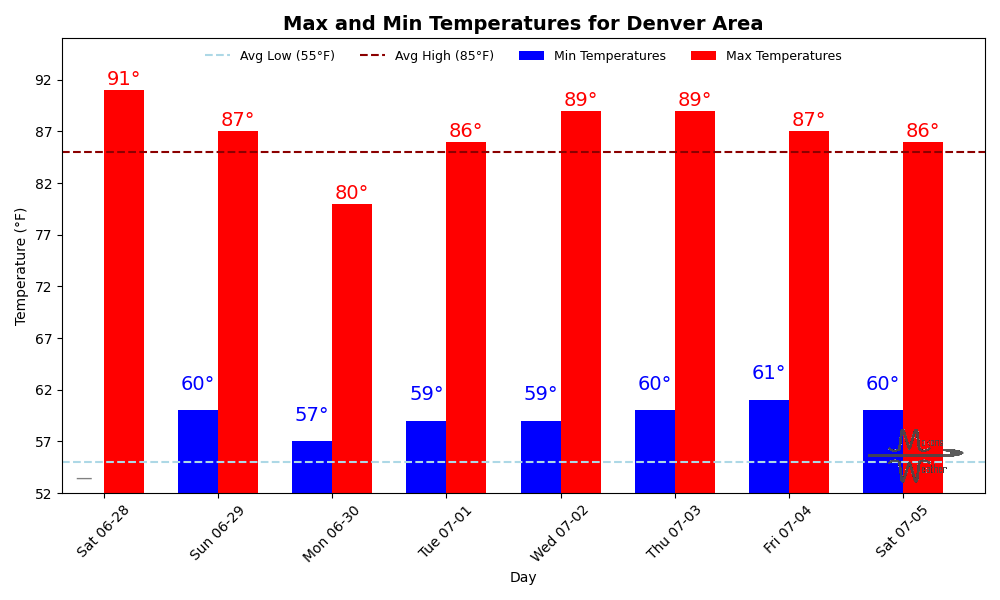 Max and Min Temperatures for Denver Area
Avg Low (55°F) Avg High (85°F) Min Temperatures Max Temperatures
Temperature (°F)
92
87
82
77
72
67
62
57
52
91°
87°
80°
86°
89°
89°
87°
86°
—
60°
57°
59°
59°
60°
61°
60°
Sat 06-28
Sun 06-29
Mon 06-30
Tue 07-01
Wed 07-02
Thu 07-03
Fri 07-04
Sat 07-05
Day